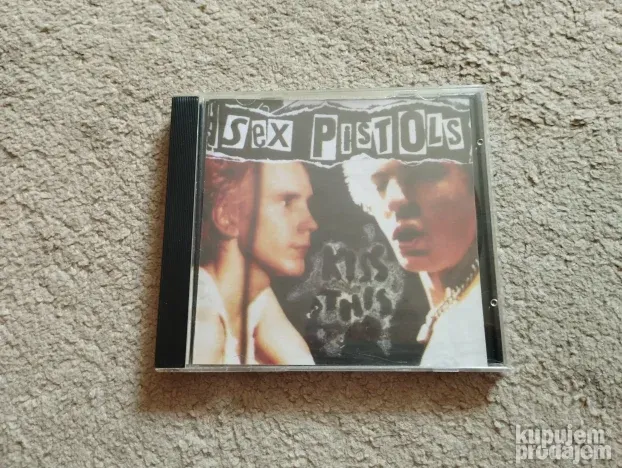 SEX PISTOLS
KISS
THIS
kupujem
prodajem